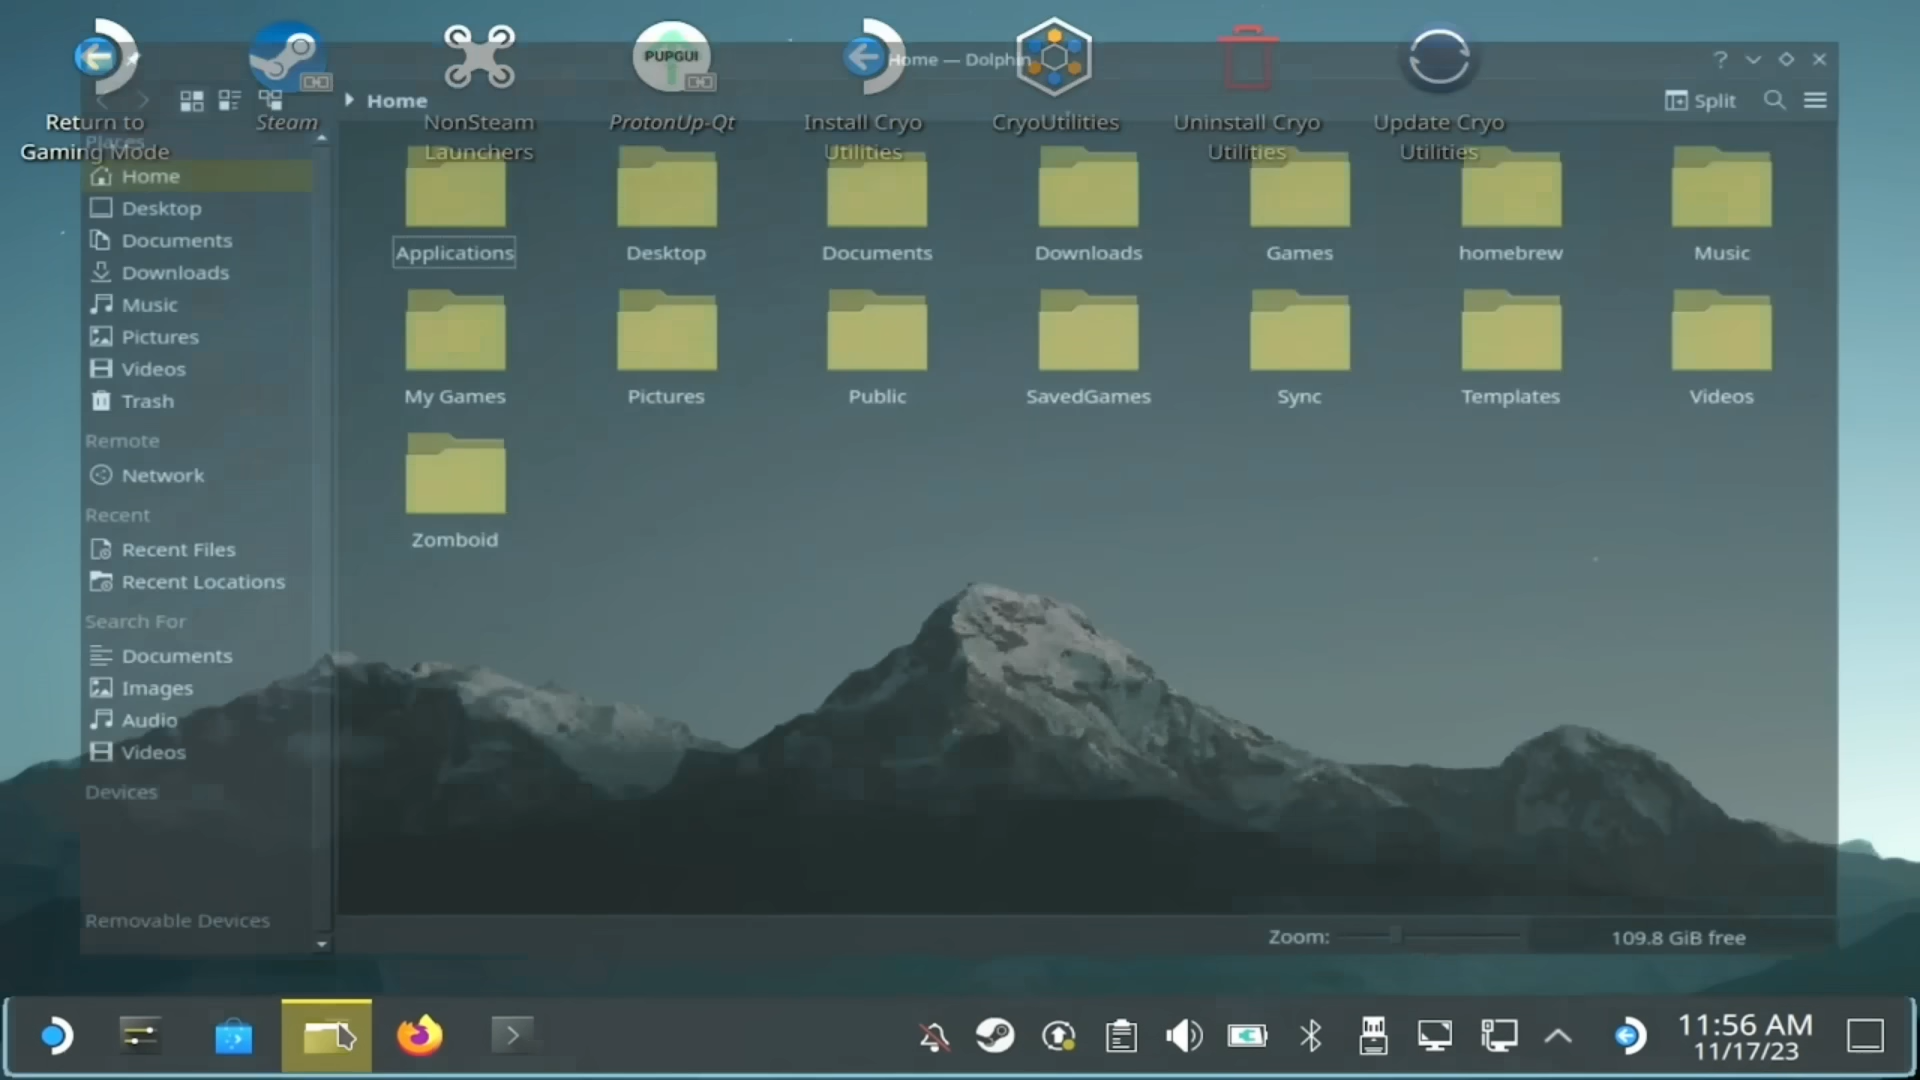 Return to
Gaming Mode
Steam
NonSteam
Launchers
PUPGUI
ProtonUp-Qt
Install Cryo
Utilities
CryoUtilities
Uninstall Cryo
Utilities
Update Cryo
Utilities
Home — Dolphin
Home
Split
Places
Home
Desktop
Documents
Downloads
Music
Pictures
Videos
Trash
Remote
Network
Recent
Recent Files
Recent Locations
Search For
Documents
Images
Audio
Videos
Devices
Removable Devices
Applications
Desktop
Documents
Downloads
Games
homebrew
Music
My Games
Pictures
Public
SavedGames
Sync
Templates
Videos
Zomboid
Zoom:
109.8 GiB free
11:56 AM
11/17/23